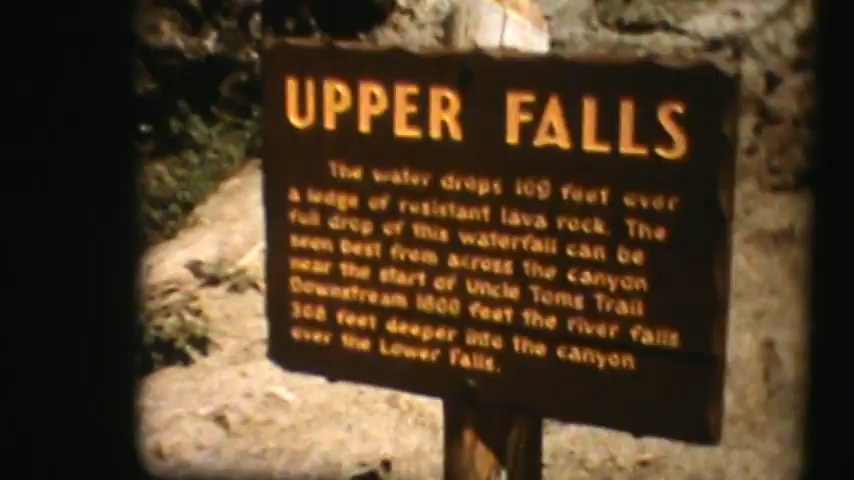 UPPER FALLS
The water drops 109 feet over
a ledge of resistant lava rock. The
full drop of this waterfall can be
seen best from across the canyon
near the start of Uncle Toms Trail
Downstream 1800 feet the river falls
308 feet deeper into the canyon
over the Lower Falls.